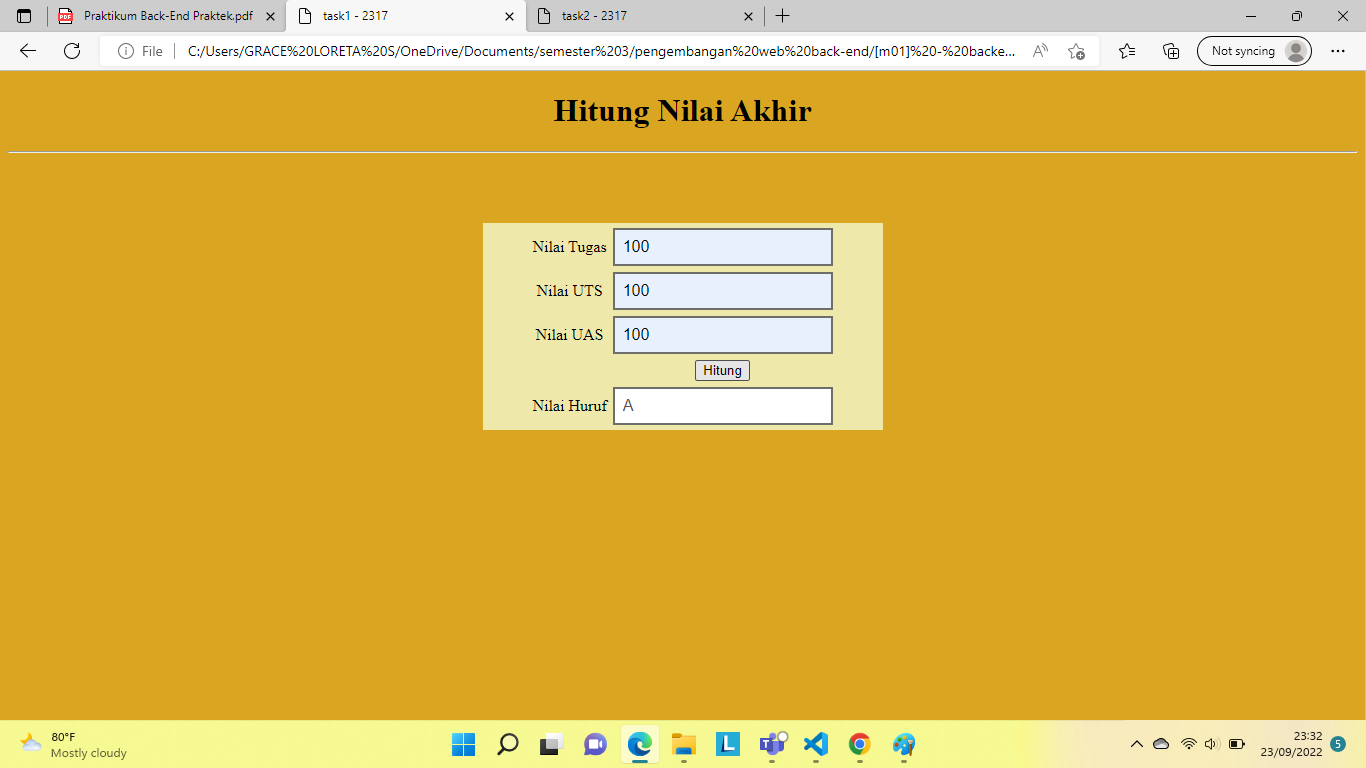 Praktikum Back-End Praktek.pdf
task1 - 2317
task2 - 2317
File
C:/Users/GRACE%20LORETA%20S/OneDrive/Documents/semester%203/pengembangan%20web%20back-end/[m01]%20-%20backe...
Not syncing
Hitung Nilai Akhir
Nilai Tugas 100
Nilai UTS 100
Nilai UAS 100
Hitung
Nilai Huruf A
80°F
Mostly cloudy
23:32
23/09/2022
5